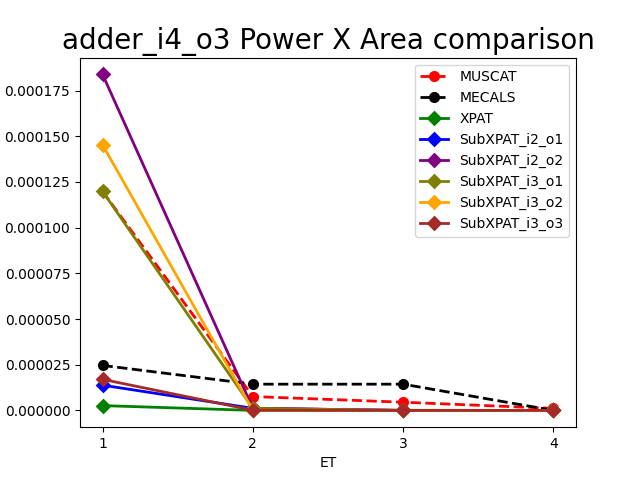 adder_i4_o3 Power X Area comparison
0.000175
0.000150
0.000125
0.000100
0.000075
0.000050
0.000025
0.000000
1 2 3 4
ET
MUSCAT
MECALS
XPAT
SubXPAT_i2_o1
SubXPAT_i2_o2
SubXPAT_i3_o1
SubXPAT_i3_o2
SubXPAT_i3_o3